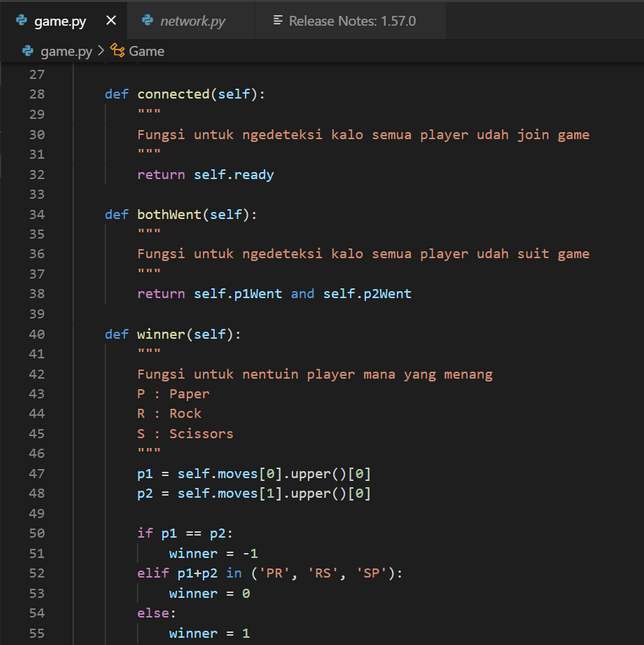 game.py × network.py Release Notes: 1.57.0
game.py > Game
27
28 def connected(self):
29 """
30 Fungsi untuk ngedeteksi kalo semua player udah join game
31 """
32 return self.ready
33
34 def bothWent(self):
35 """
36 Fungsi untuk ngedeteksi kalo semua player udah suit game
37 """
38 return self.p1Went and self.p2Went
39
40 def winner(self):
41 """
42 Fungsi untuk nentuin player mana yang menang
43 P : Paper
44 R : Rock
45 S : Scissors
46 """
47 p1 = self.moves[0].upper()[0]
48 p2 = self.moves[1].upper()[0]
49
50 if p1 == p2:
51 winner = -1
52 elif p1+p2 in ('PR', 'RS', 'SP'):
53 winner = 0
54 else:
55 winner = 1